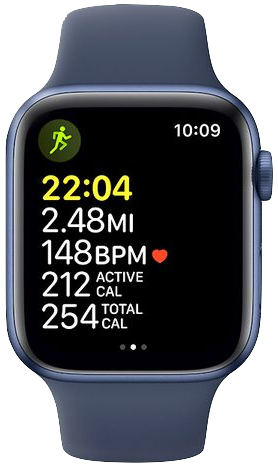 10:09
22:04
2.48MI
148BPM
212 ACTIVE CAL
254 TOTAL CAL